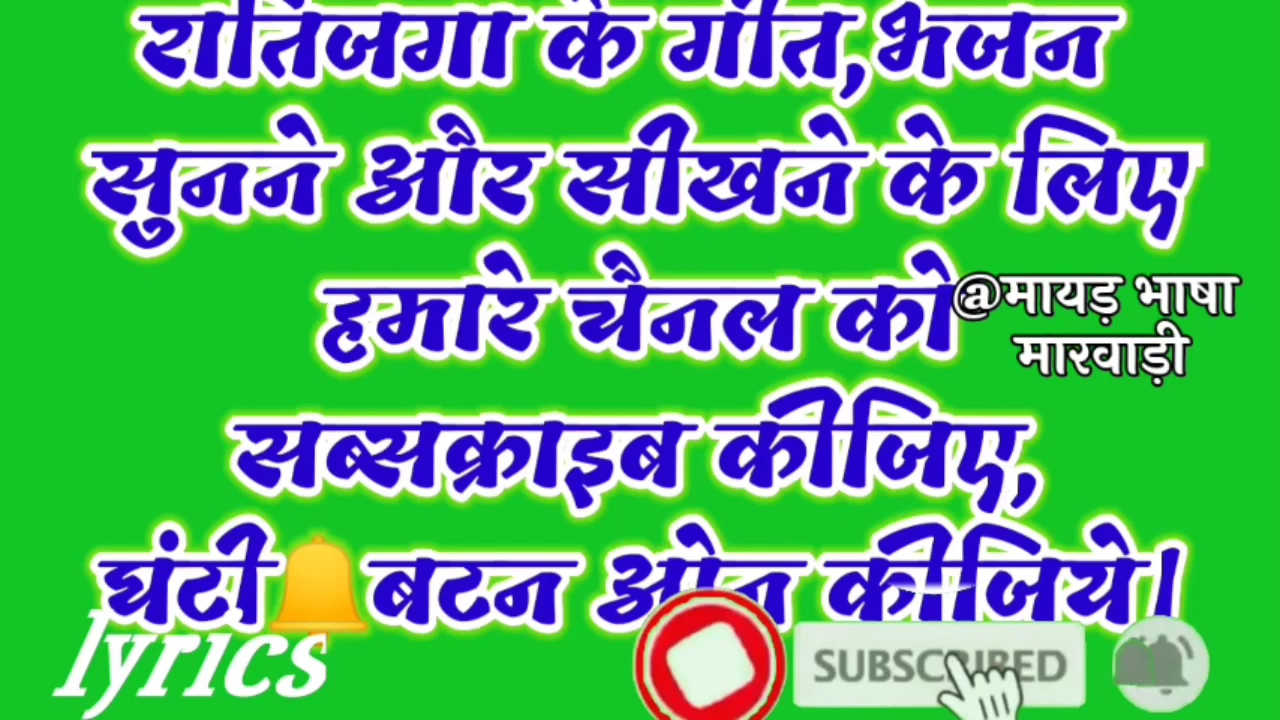 रातिजगा के गीत,भजन
सुनने और सीखने के लिए
हमारे चैनल को
@मायड़ भाषा
मारवाड़ी
सब्सक्राइब कीजिए,
घंटी🔔बटन ओन कीजिये।
lyrics
SUBSCRIBED